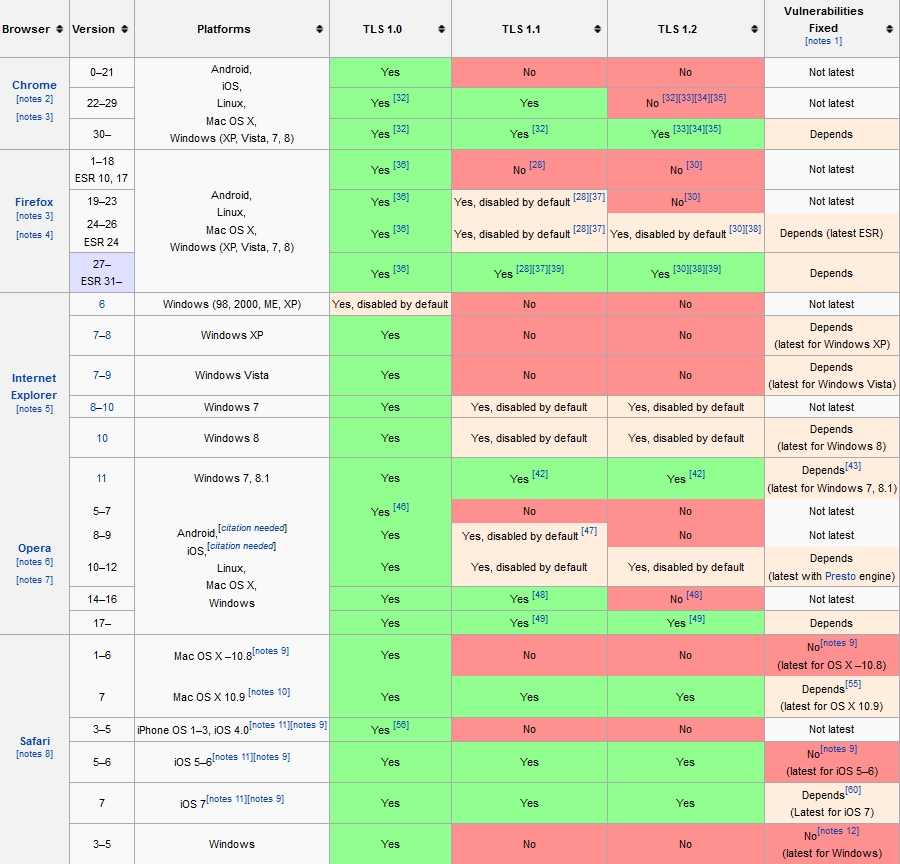 Browser Version Platforms TLS 1.0 TLS 1.1 TLS 1.2 Vulnerabilities
Fixed
[notes 1]
Chrome
[notes 2]
[notes 3]
0–21
Android,
iOS,
Linux,
Mac OS X,
Windows (XP, Vista, 7, 8)
Yes No No Not latest
22–29 Yes [32] Yes No [32][33][34][35] Not latest
30– Yes [32] Yes [32] Yes [33][34][35] Depends
Firefox
[notes 3]
[notes 4]
1–18
ESR 10, 17
Android,
Linux,
Mac OS X,
Windows (XP, Vista, 7, 8)
Yes [36] No [28] No [30] Not latest
19–23 Yes [36] Yes, disabled by default [28][37] No[30] Not latest
24–26
ESR 24
Yes [36] Yes, disabled by default [28][37] Yes, disabled by default [30][38] Depends (latest ESR)
27–
ESR 31–
Yes [36] Yes [28][37][39] Yes [30][38][39] Depends
Internet
Explorer
[notes 5]
6 Windows (98, 2000, ME, XP) Yes, disabled by default No No Not latest
7–8 Windows XP Yes No No Depends
(latest for Windows XP)
7–9 Windows Vista Yes No No Depends
(latest for Windows Vista)
8–10 Windows 7 Yes Yes, disabled by default Yes, disabled by default Not latest
10 Windows 8 Yes Yes, disabled by default Yes, disabled by default Depends
(latest for Windows 8)
11 Windows 7, 8.1 Yes Yes [42] Yes [42] Depends[43]
(latest for Windows 7, 8.1)
Opera
[notes 6]
[notes 7]
5–7
Android,[citation needed]
iOS,[citation needed]
Linux,
Mac OS X,
Windows
Yes [46] No No Not latest
8–9 Yes Yes, disabled by default [47] No Not latest
10–12 Yes Yes, disabled by default Yes, disabled by default Depends
(latest with Presto engine)
14–16 Yes Yes [48] No [48] Not latest
17– Yes Yes [49] Yes [49] Depends
Safari
[notes 8]
1–6 Mac OS X –10.8[notes 9] Yes No No No[notes 9]
(latest for OS X –10.8)
7 Mac OS X 10.9 [notes 10] Yes Yes Yes Depends[55]
(latest for OS X 10.9)
3–5 iPhone OS 1–3, iOS 4.0[notes 11][notes 9] Yes [56] No No Not latest
5–6 iOS 5–6[notes 11][notes 9] Yes Yes Yes No[notes 9]
(latest for iOS 5–6)
7 iOS 7[notes 11][notes 9] Yes Yes Yes Depends[60]
(Latest for iOS 7)
3–5 Windows Yes No No No[notes 12]
(latest for Windows)